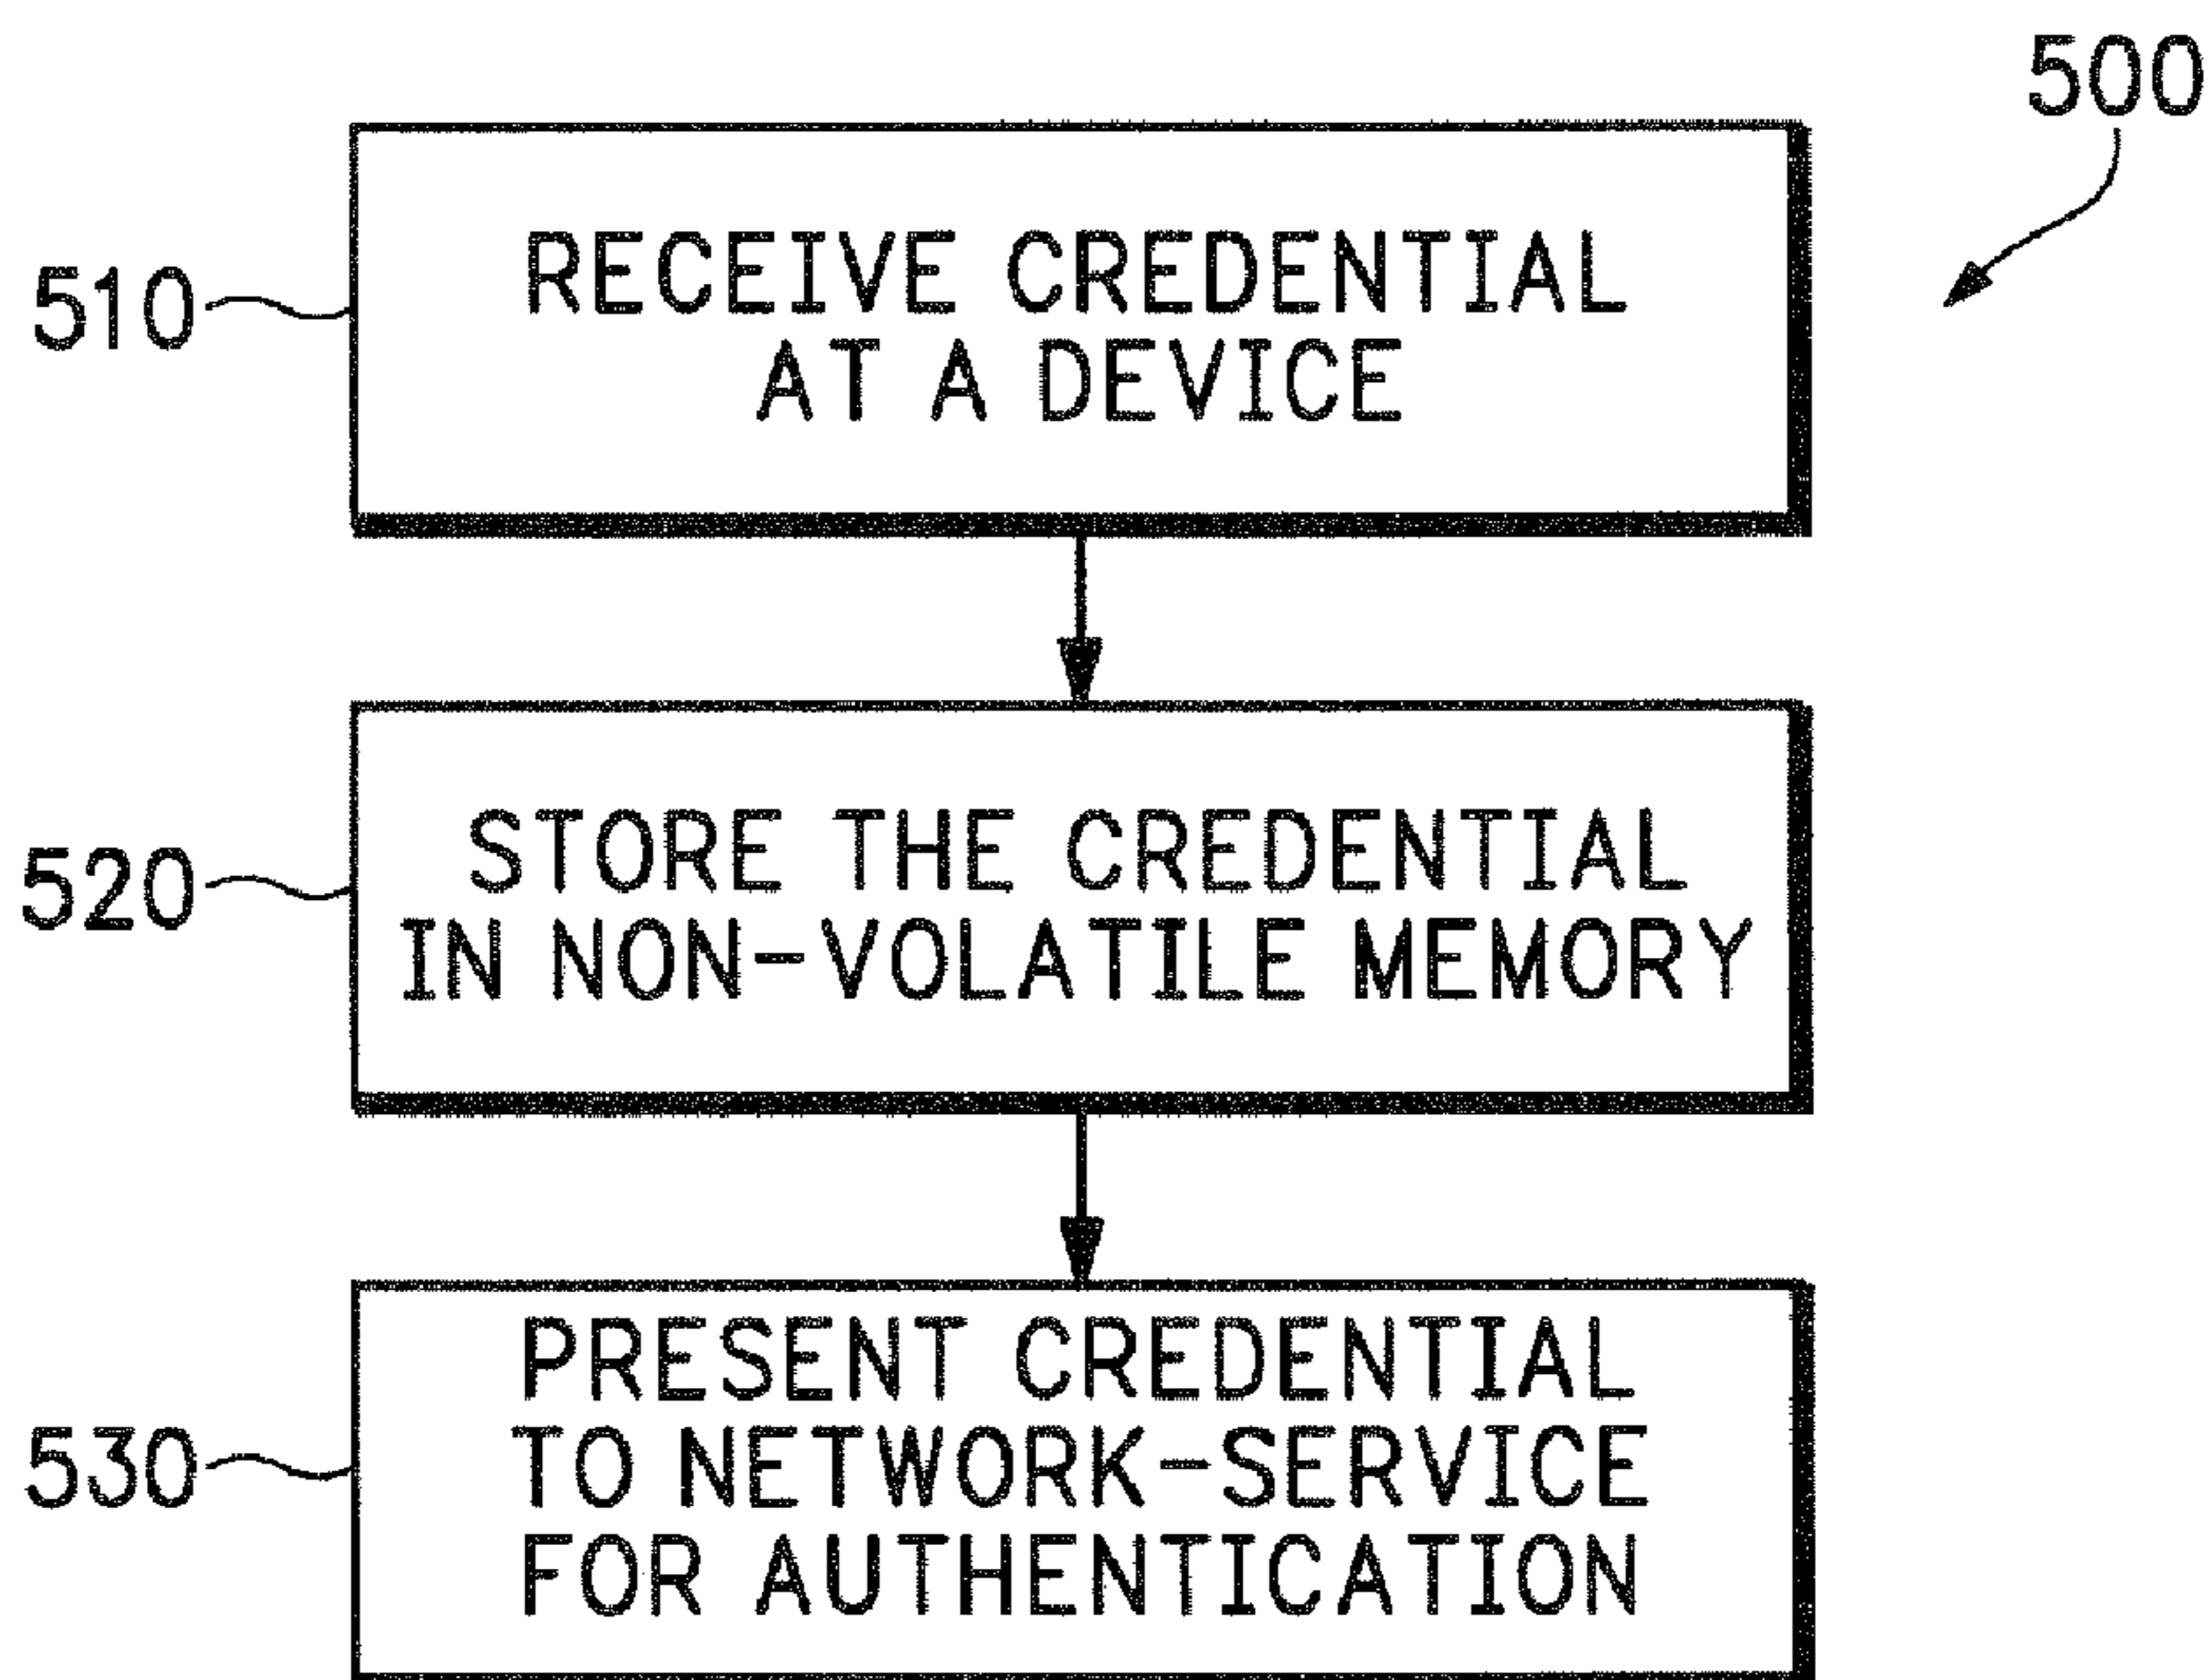 500
510
RECEIVE CREDENTIAL
AT A DEVICE
520
STORE THE CREDENTIAL
IN NON-VOLATILE MEMORY
530
PRESENT CREDENTIAL
TO NETWORK-SERVICE
FOR AUTHENTICATION